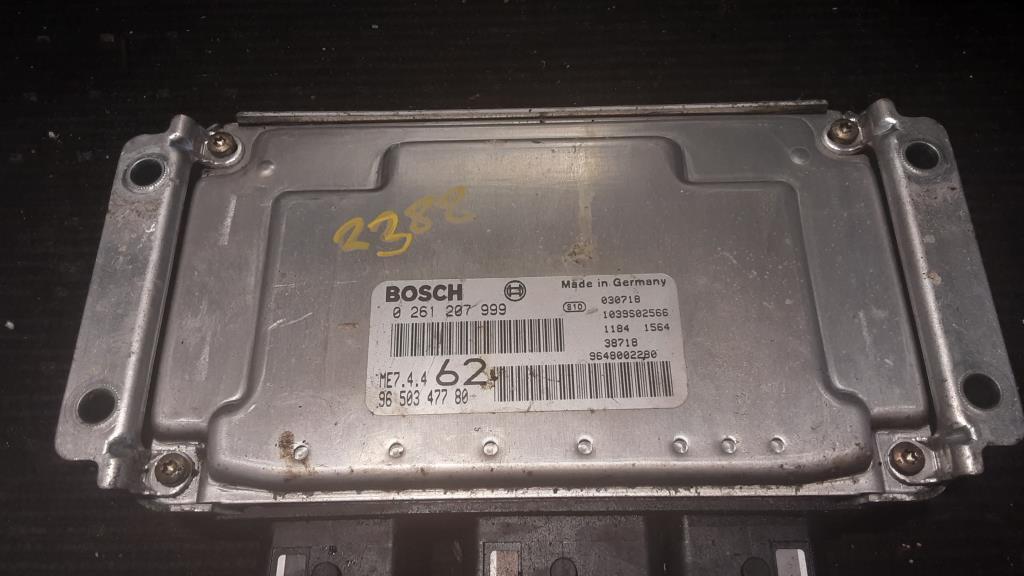 2388
BOSCH
Made in Germany
0 261 207 999
810
030718
1039S02566
1184 1564
38718
9648002280
ME7.4.4
62
96 503 477 80